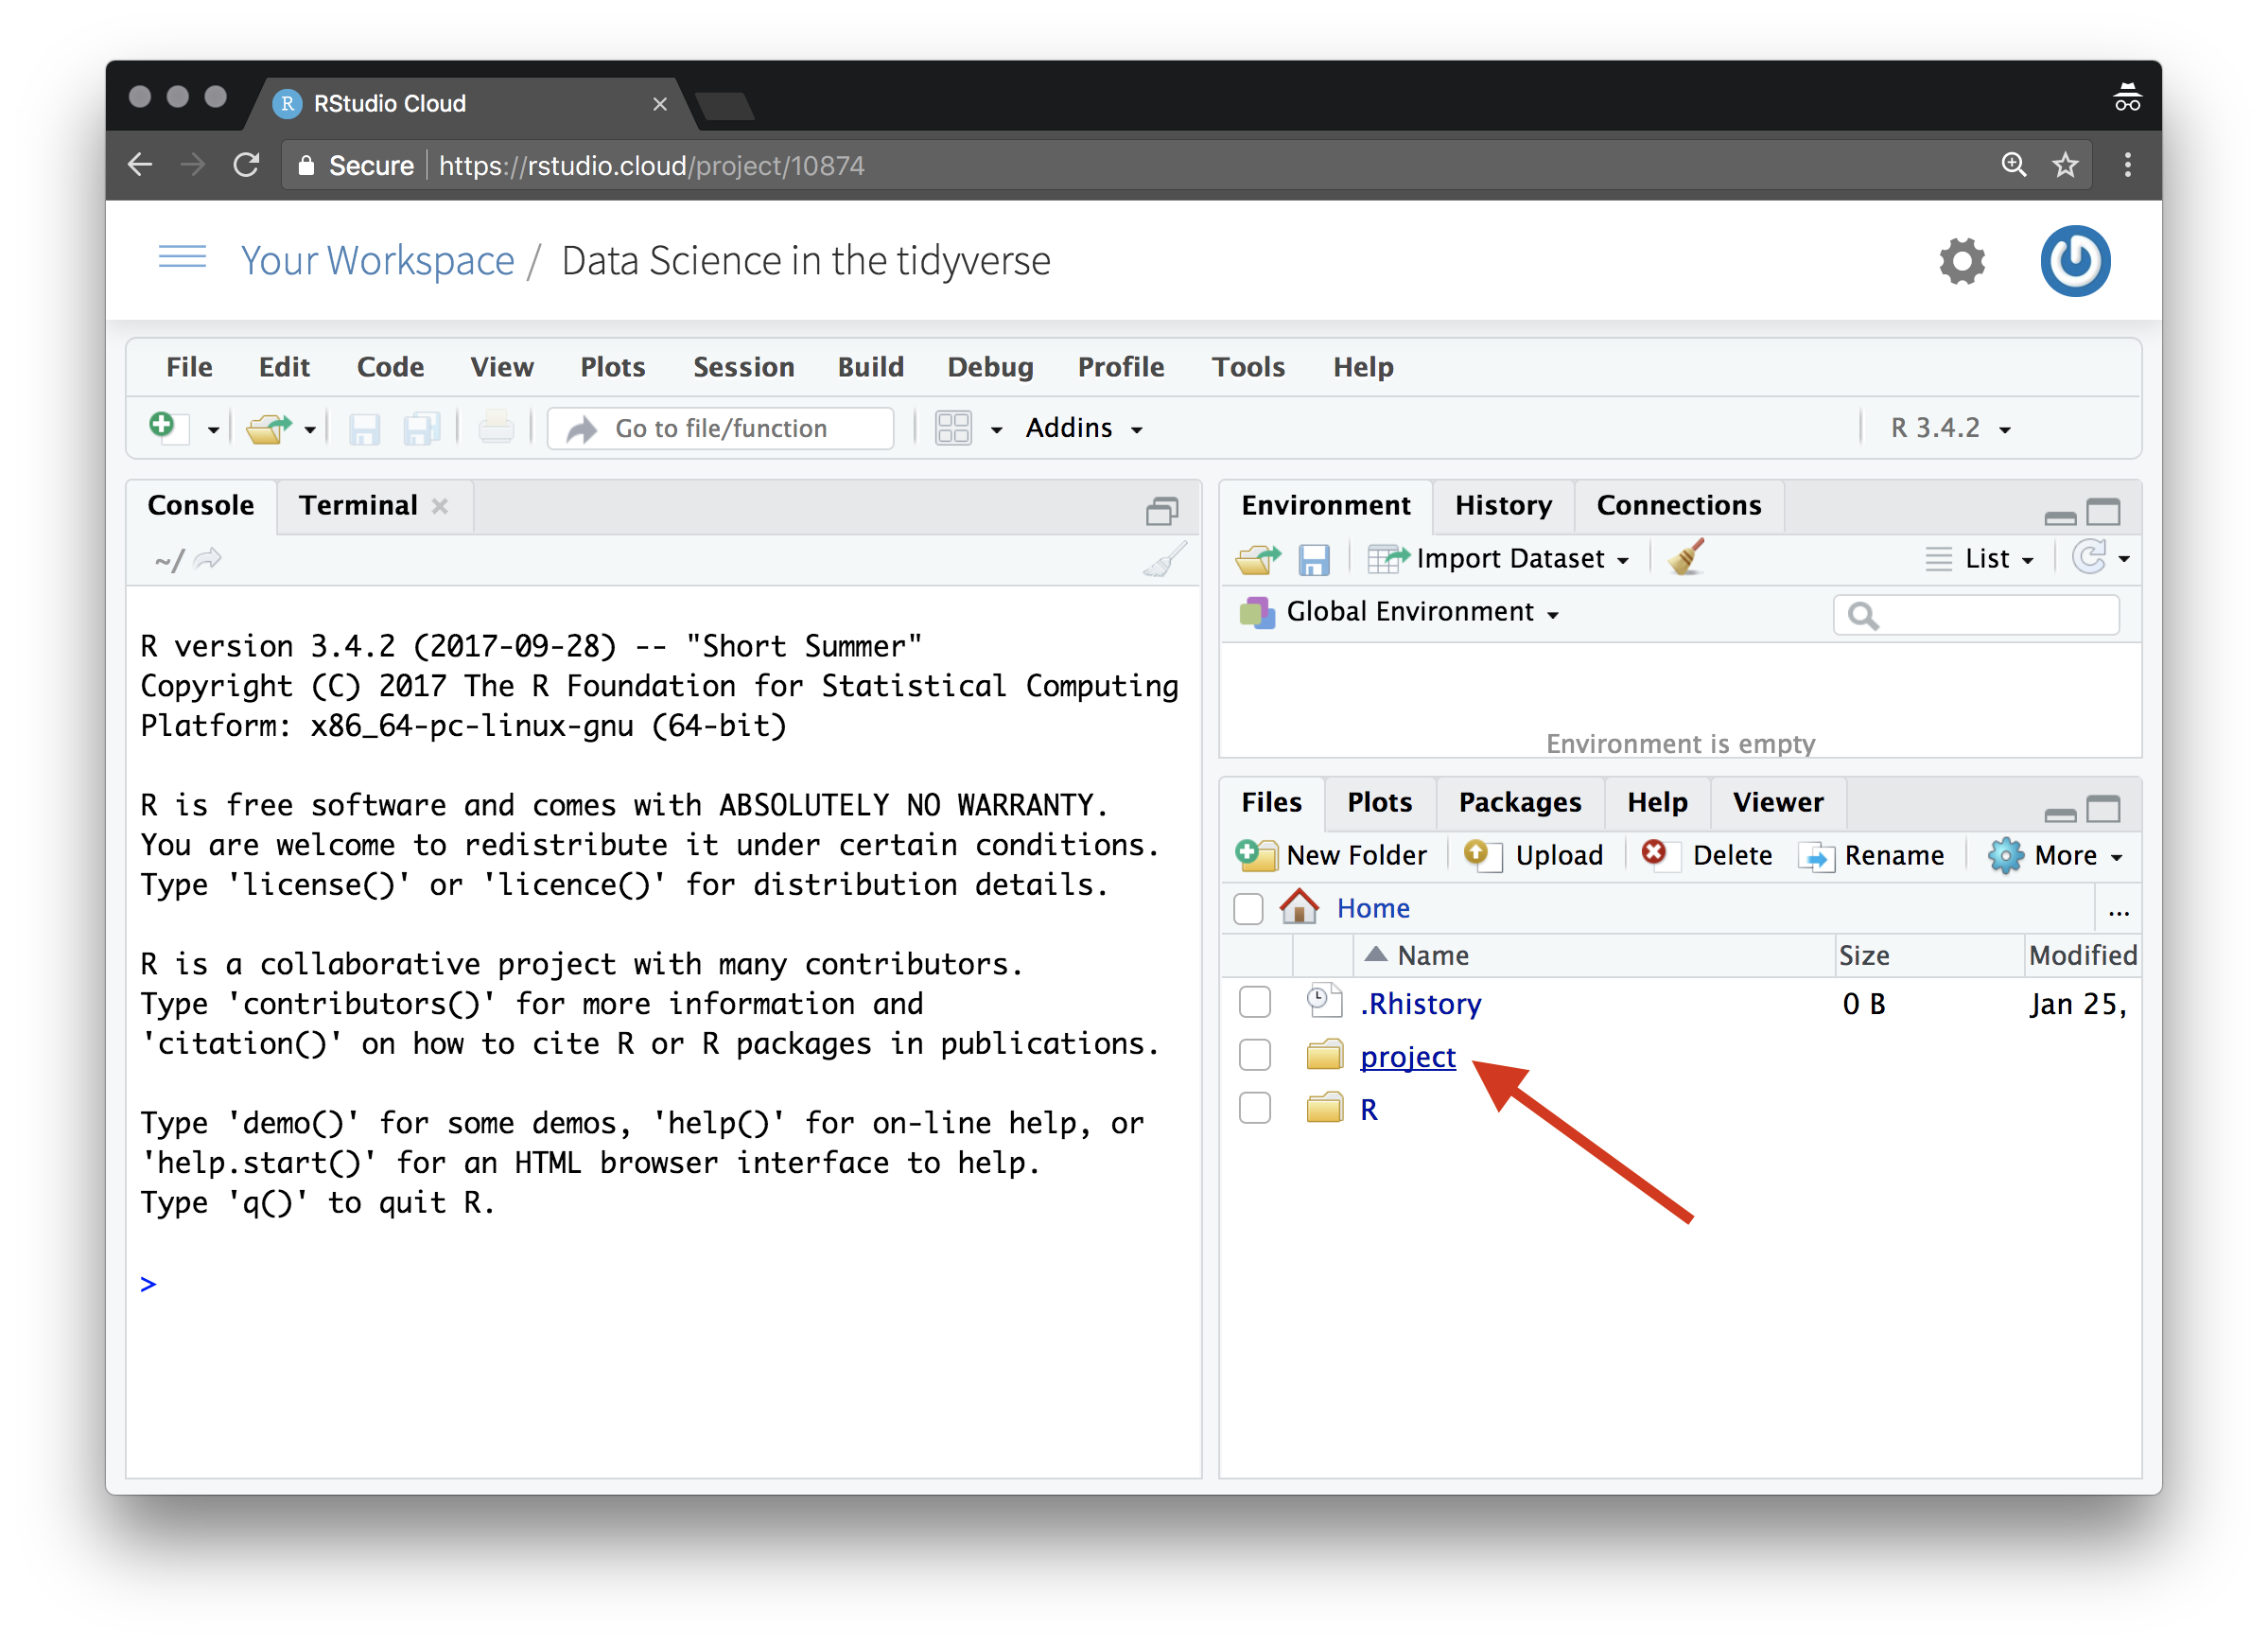 RStudio Cloud
Secure https://rstudio.cloud/project/10874
Your Workspace / Data Science in the tidyverse
File Edit Code View Plots Session Build Debug Profile Tools Help
Go to file/function Addins R 3.4.2
Console Terminal
~/
R version 3.4.2 (2017-09-28) -- "Short Summer"
Copyright (C) 2017 The R Foundation for Statistical Computing
Platform: x86_64-pc-linux-gnu (64-bit)
R is free software and comes with ABSOLUTELY NO WARRANTY.
You are welcome to redistribute it under certain conditions.
Type 'license()' or 'licence()' for distribution details.
R is a collaborative project with many contributors.
Type 'contributors()' for more information and
'citation()' on how to cite R or R packages in publications.
Type 'demo()' for some demos, 'help()' for on-line help, or
'help.start()' for an HTML browser interface to help.
Type 'q()' to quit R.
>
Environment History Connections
Import Dataset List
Global Environment
Environment is empty
Files Plots Packages Help Viewer
New Folder Upload Delete Rename More
Home ...
Name Size Modified
.Rhistory 0 B Jan 25,
project
R